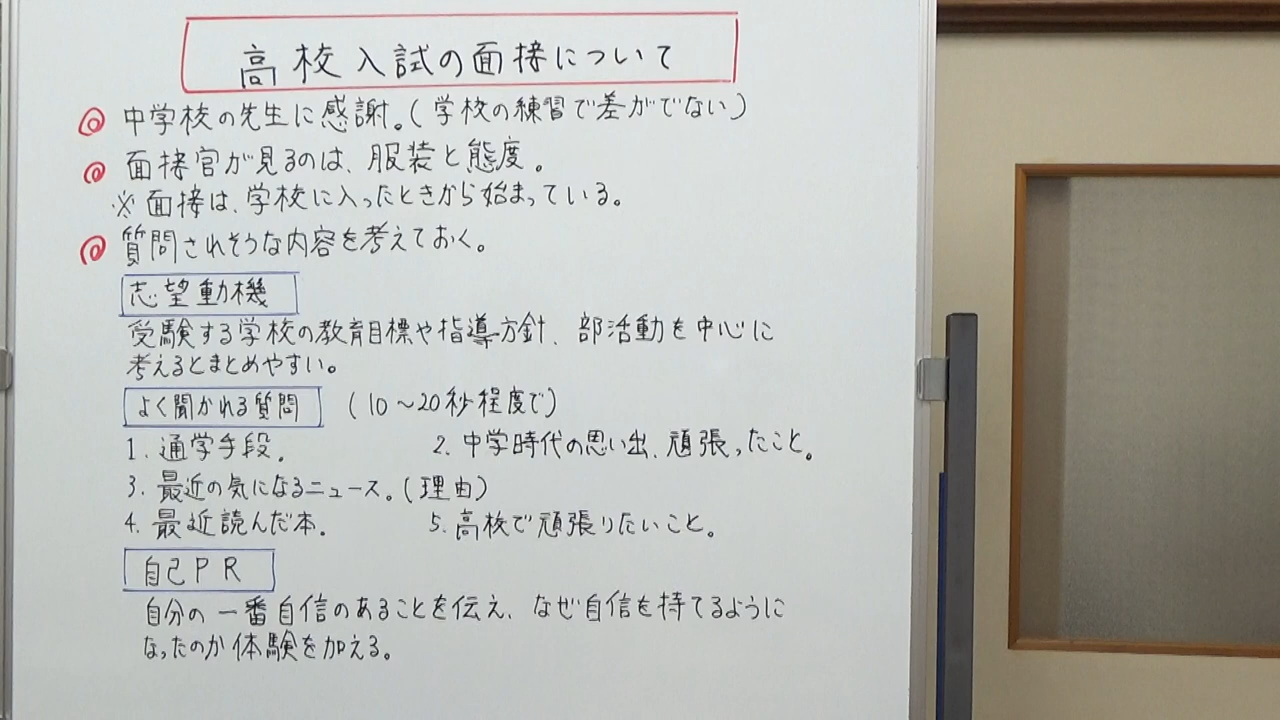 高校入試の面接について
◎ 中学校の先生に感謝。(学校の練習で差がでない)
◎ 面接官が見るのは、服装と態度。
※面接は、学校に入ったときから始まっている。
◎ 質問されそうな内容を考えておく。
志望動機
受験する学校の教育目標や指導方針、部活動を中心に
考えるとまとめやすい。
よく聞かれる質問 (10〜20秒程度で)
1. 通学手段。 2. 中学時代の思い出、頑張ったこと。
3. 最近の気になるニュース。(理由)
4. 最近読んだ本。 5. 高校で頑張りたいこと。
自己PR
自分の一番自信のあることを伝え、なぜ自信を持てるように
なったのか体験を加える。